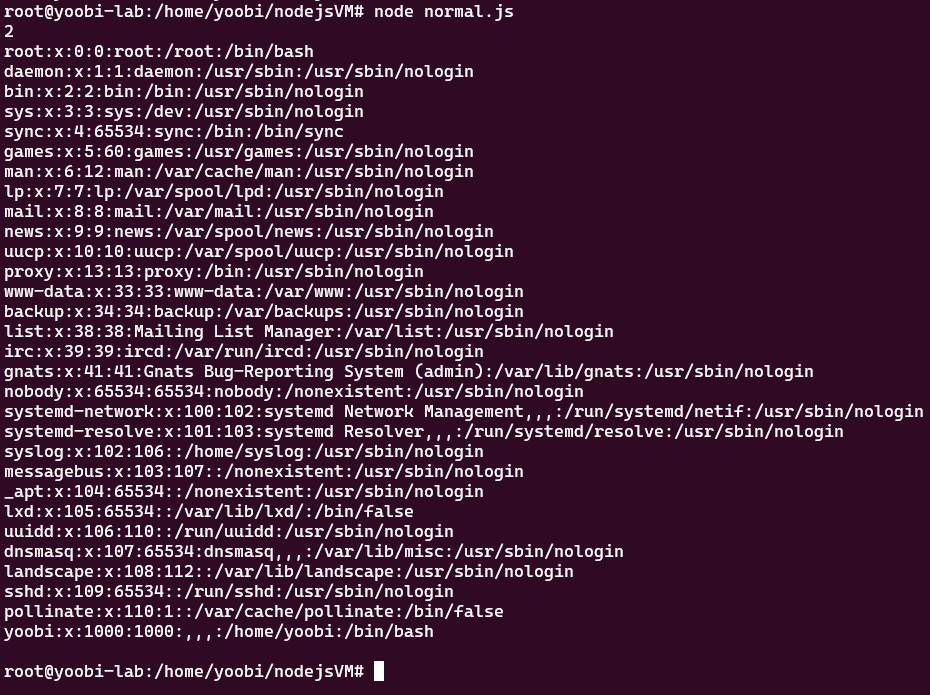 root@yoobi-lab:/home/yoobi/nodejsVM# node normal.js
2
root:x:0:0:root:/root:/bin/bash
daemon:x:1:1:daemon:/usr/sbin:/usr/sbin/nologin
bin:x:2:2:bin:/bin:/usr/sbin/nologin
sys:x:3:3:sys:/dev:/usr/sbin/nologin
sync:x:4:65534:sync:/bin:/bin/sync
games:x:5:60:games:/usr/games:/usr/sbin/nologin
man:x:6:12:man:/var/cache/man:/usr/sbin/nologin
lp:x:7:7:lp:/var/spool/lpd:/usr/sbin/nologin
mail:x:8:8:mail:/var/mail:/usr/sbin/nologin
news:x:9:9:news:/var/spool/news:/usr/sbin/nologin
uucp:x:10:10:uucp:/var/spool/uucp:/usr/sbin/nologin
proxy:x:13:13:proxy:/bin:/usr/sbin/nologin
www-data:x:33:33:www-data:/var/www:/usr/sbin/nologin
backup:x:34:34:backup:/var/backups:/usr/sbin/nologin
list:x:38:38:Mailing List Manager:/var/list:/usr/sbin/nologin
irc:x:39:39:ircd:/var/run/ircd:/usr/sbin/nologin
gnats:x:41:41:Gnats Bug-Reporting System (admin):/var/lib/gnats:/usr/sbin/nologin
nobody:x:65534:65534:nobody:/nonexistent:/usr/sbin/nologin
systemd-network:x:100:102:systemd Network Management,,,:/run/systemd/netif:/usr/sbin/nologin
systemd-resolve:x:101:103:systemd Resolver,,,:/run/systemd/resolve:/usr/sbin/nologin
syslog:x:102:106::/home/syslog:/usr/sbin/nologin
messagebus:x:103:107::/nonexistent:/usr/sbin/nologin
_apt:x:104:65534::/nonexistent:/usr/sbin/nologin
lxd:x:105:65534::/var/lib/lxd/:/bin/false
uuidd:x:106:110::/run/uuidd:/usr/sbin/nologin
dnsmasq:x:107:65534:dnsmasq,,,:/var/lib/misc:/usr/sbin/nologin
landscape:x:108:112::/var/lib/landscape:/usr/sbin/nologin
sshd:x:109:65534::/run/sshd:/usr/sbin/nologin
pollinate:x:110:1::/var/cache/pollinate:/bin/false
yoobi:x:1000:1000:,,,:/home/yoobi:/bin/bash
root@yoobi-lab:/home/yoobi/nodejsVM#